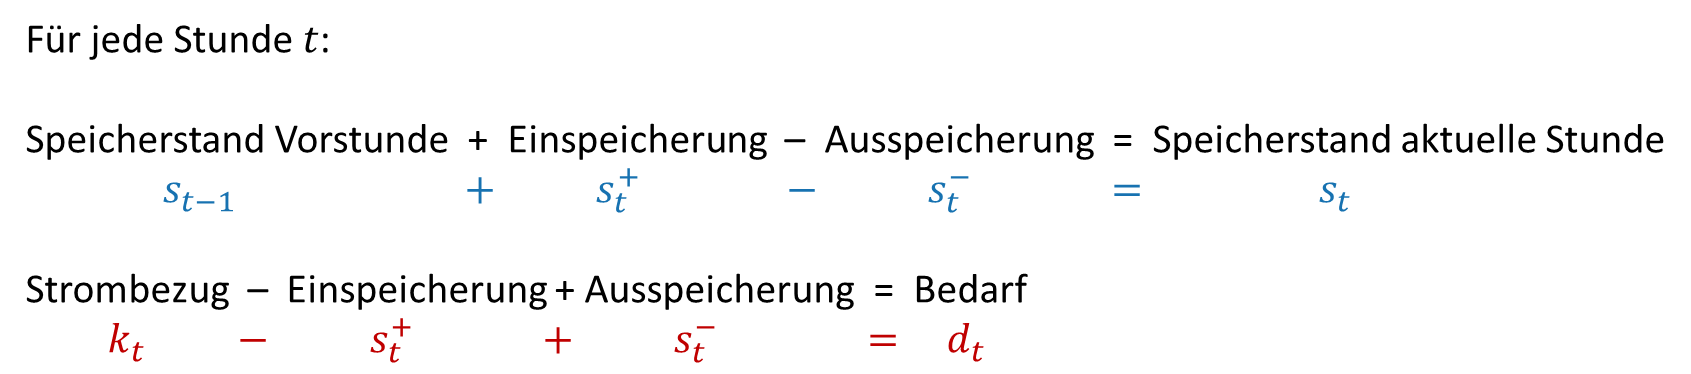 Für jede Stunde t:
Speicherstand Vorstunde + Einspeicherung – Ausspeicherung = Speicherstand aktuelle Stunde
s_{t−1} + s_t^+ − s_t^− = s_t
Strombezug – Einspeicherung + Ausspeicherung = Bedarf
k_t − s_t^+ + s_t^− = d_t